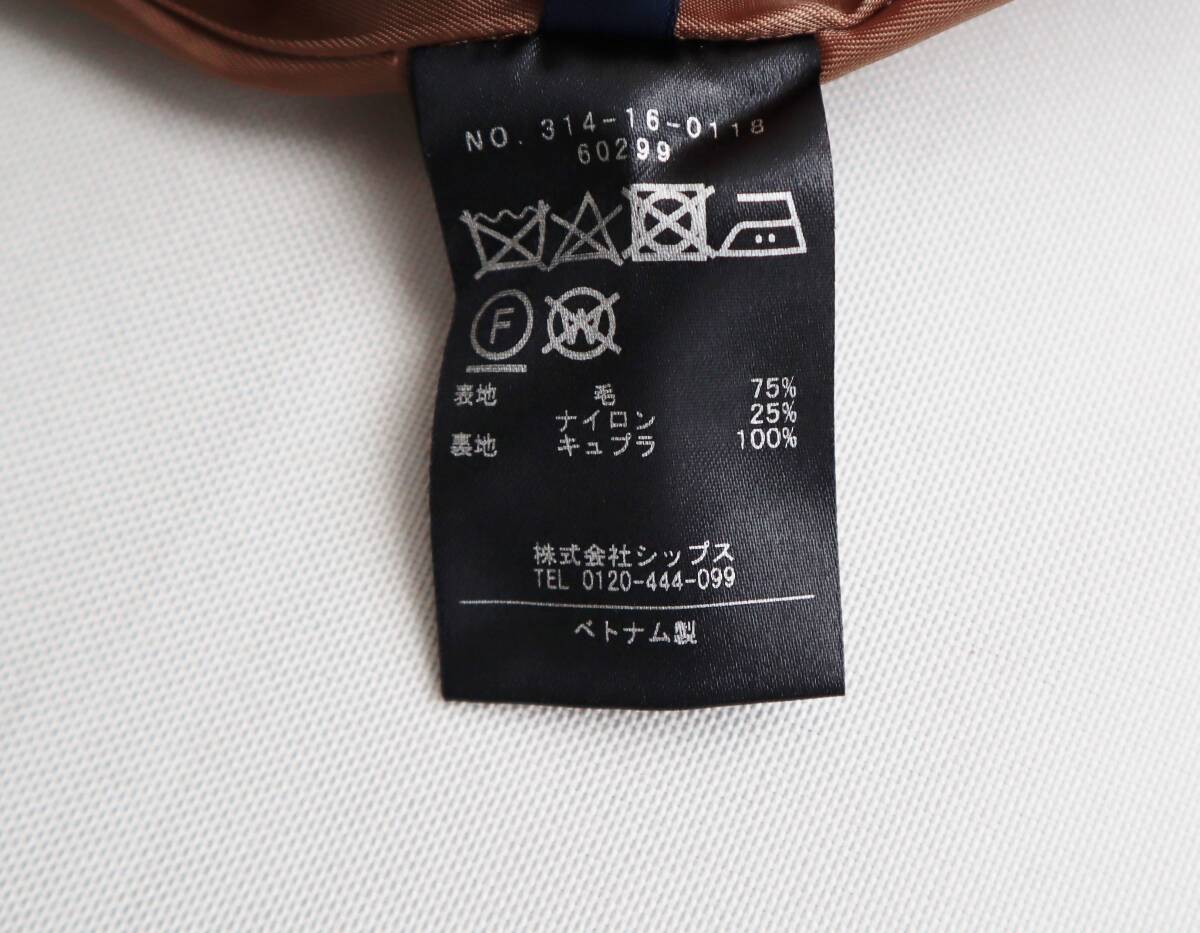 NO. 314-16-0118
60299
F
W
表地 毛 75%
ナイロン 25%
裏地 キュプラ 100%
株式会社シップス
TEL 0120-444-099
ベトナム製